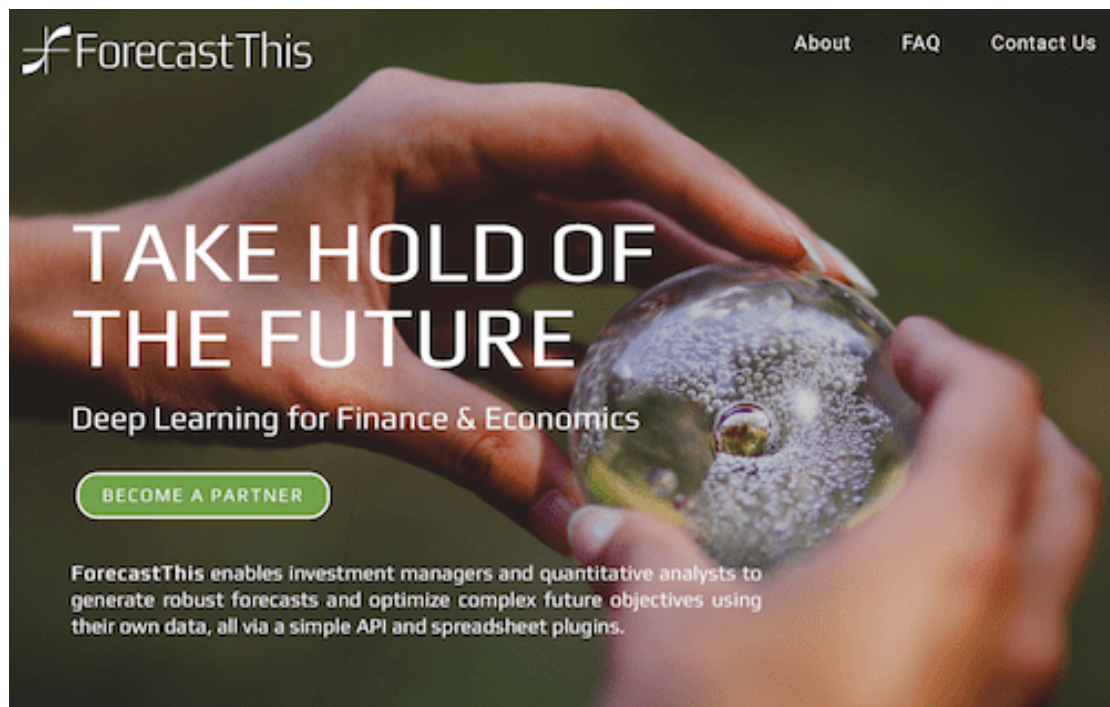 ForecastThis
About
FAQ
Contact Us
TAKE HOLD OF
THE FUTURE
Deep Learning for Finance & Economics
BECOME A PARTNER
ForecastThis enables investment managers and quantitative analysts to
generate robust forecasts and optimize complex future objectives using
their own data, all via a simple API and spreadsheet plugins.